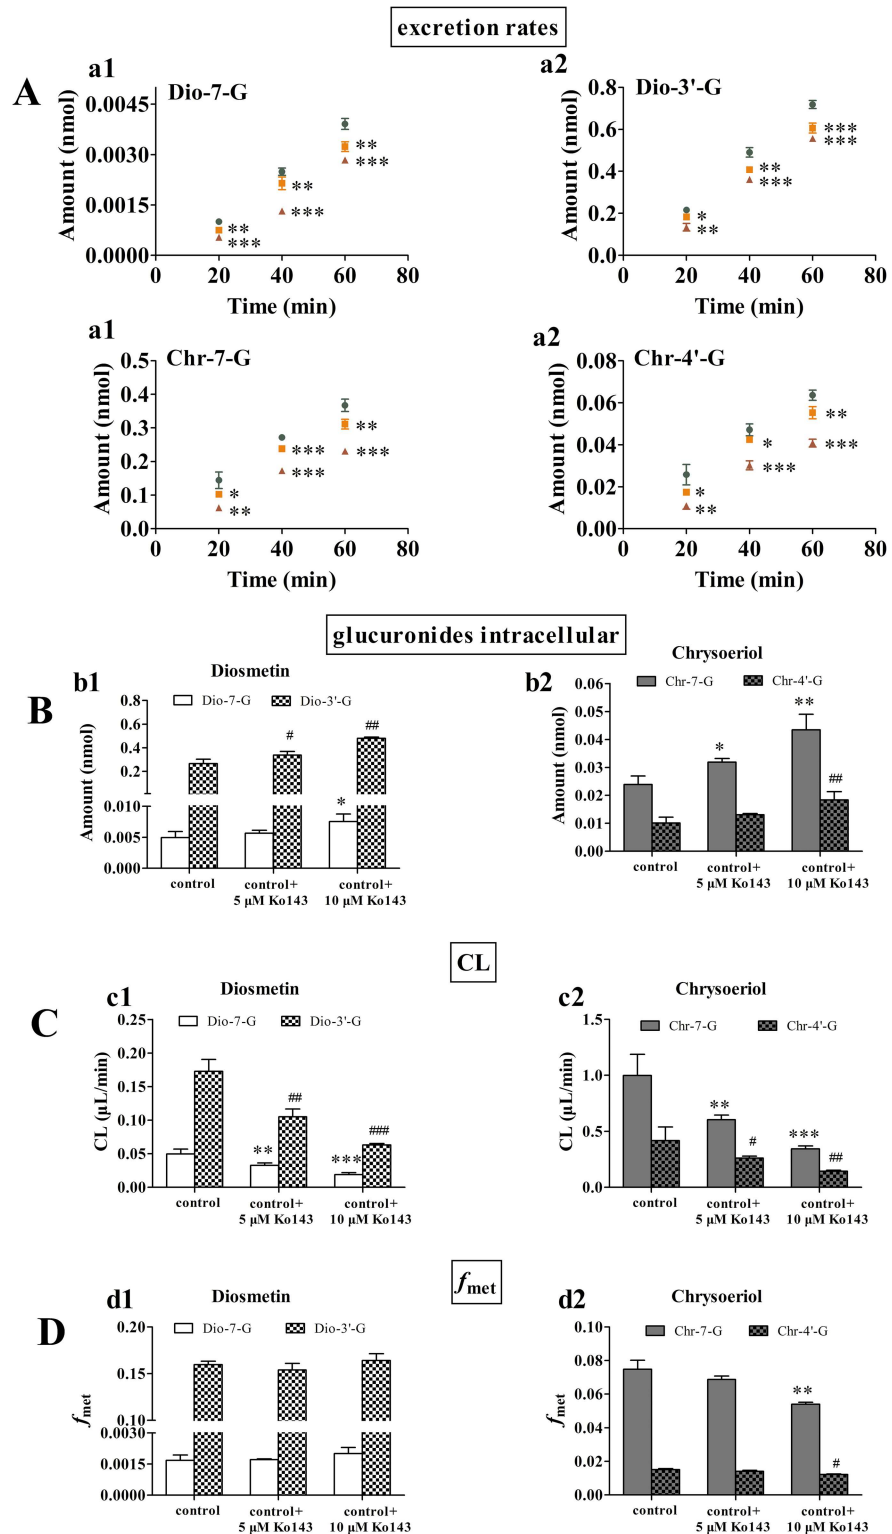 excretion rates
A
a1
Dio-7-G
Amount (nmol)
0.0045
0.0030
0.0015
0.0000
** 
***
**
***
**
***
0 20 40 60 80
Time (min)
a2
Dio-3'-G
Amount (nmol)
0.8
0.6
0.4
0.2
0.0
*
**
**
***
***
***
0 20 40 60 80
Time (min)
a1
Chr-7-G
Amount (nmol)
0.5
0.4
0.3
0.2
0.1
0.0
*
**
***
***
**
***
0 20 40 60 80
Time (min)
a2
Chr-4'-G
Amount (nmol)
0.08
0.06
0.04
0.02
0.00
*
**
*
***
**
***
0 20 40 60 80
Time (min)
glucuronides intracellular
B
b1
Diosmetin
Dio-7-G Dio-3'-G
Amount (nmol)
0.8
0.6
0.4
0.2
0.010
0.005
0.000
#
*
##
control control+ control+
5 μM Ko143 10 μM Ko143
b2
Chrysoeriol
Chr-7-G Chr-4'-G
Amount (nmol)
0.06
0.05
0.04
0.03
0.02
0.01
0.00
*
**
##
control control+ control+
5 μM Ko143 10 μM Ko143
CL
C
c1
Diosmetin
Dio-7-G Dio-3'-G
CL (μL/min)
0.25
0.20
0.15
0.10
0.05
0.00
**
##
***
###
control control+ control+
5 μM Ko143 10 μM Ko143
c2
Chrysoeriol
Chr-7-G Chr-4'-G
CL (μL/min)
1.5
1.0
0.5
0.0
**
#
***
##
control control+ control+
5 μM Ko143 10 μM Ko143
fmet
D
d1
Diosmetin
Dio-7-G Dio-3'-G
fmet
0.20
0.15
0.10
0.0030
0.0015
0.0000
control control+ control+
5 μM Ko143 10 μM Ko143
d2
Chrysoeriol
Chr-7-G Chr-4'-G
fmet
0.10
0.08
0.06
0.04
0.02
0.00
**
#
control control+ control+
5 μM Ko143 10 μM Ko143